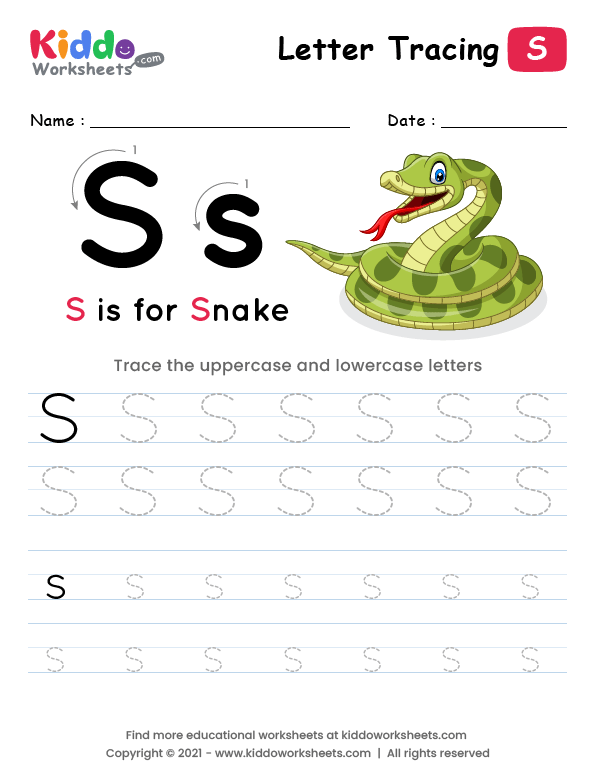 Kiddo
Worksheets .com
Letter Tracing S
Name : Date :
1 1
S s
S is for Snake
Trace the uppercase and lowercase letters
S S S S S S S
S S S S S S S
s s s s s s s
s s s s s s s
Find more educational worksheets at kiddoworksheets.com
Copyright © 2021 - www.kiddoworksheets.com | All rights reserved